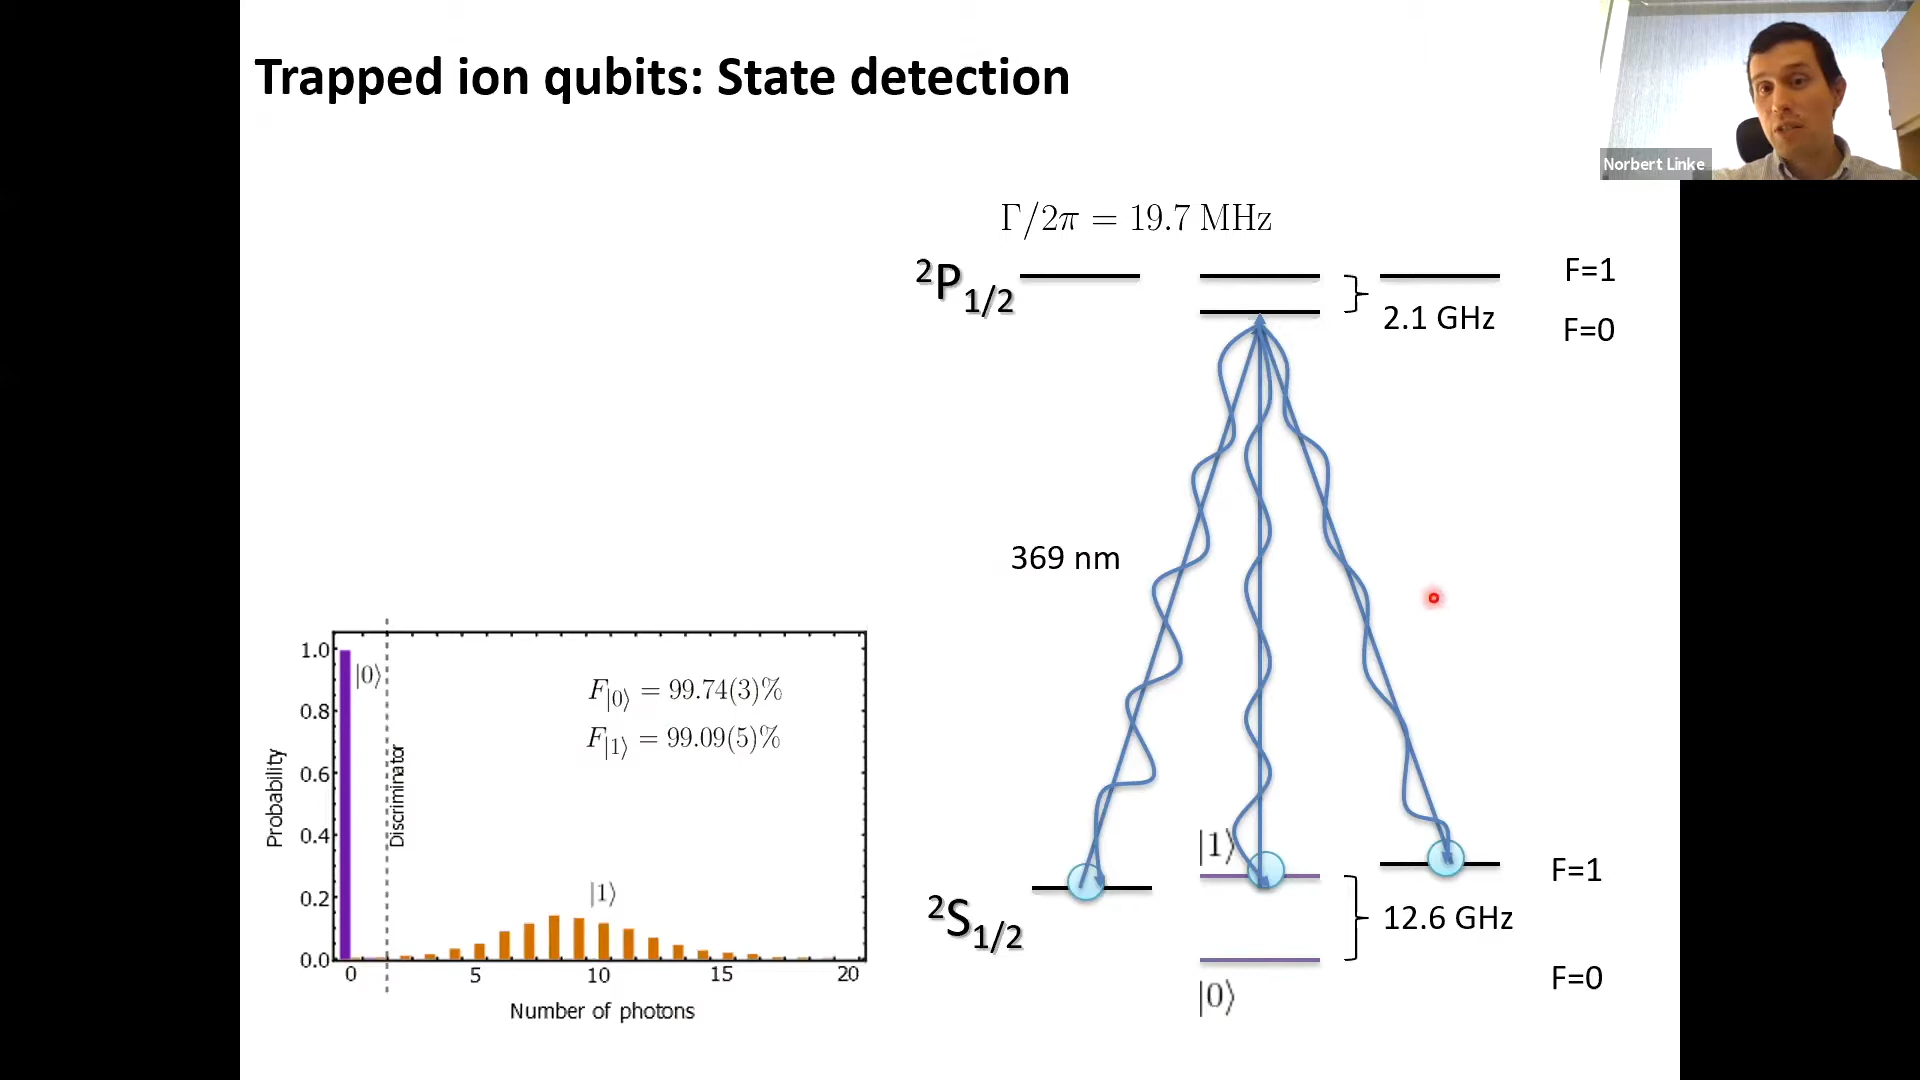 Trapped ion qubits: State detection
Norbert Linke
Γ/2π = 19.7 MHz
²P₁/₂
F=1
2.1 GHz
F=0
369 nm
|1⟩
F=1
²S₁/₂
12.6 GHz
|0⟩
F=0
1.0
0.8
0.6
0.4
0.2
0.0
Probability
|0⟩
Discriminator
F|0⟩ = 99.74(3)%
F|1⟩ = 99.09(5)%
|1⟩
0 5 10 15 20
Number of photons